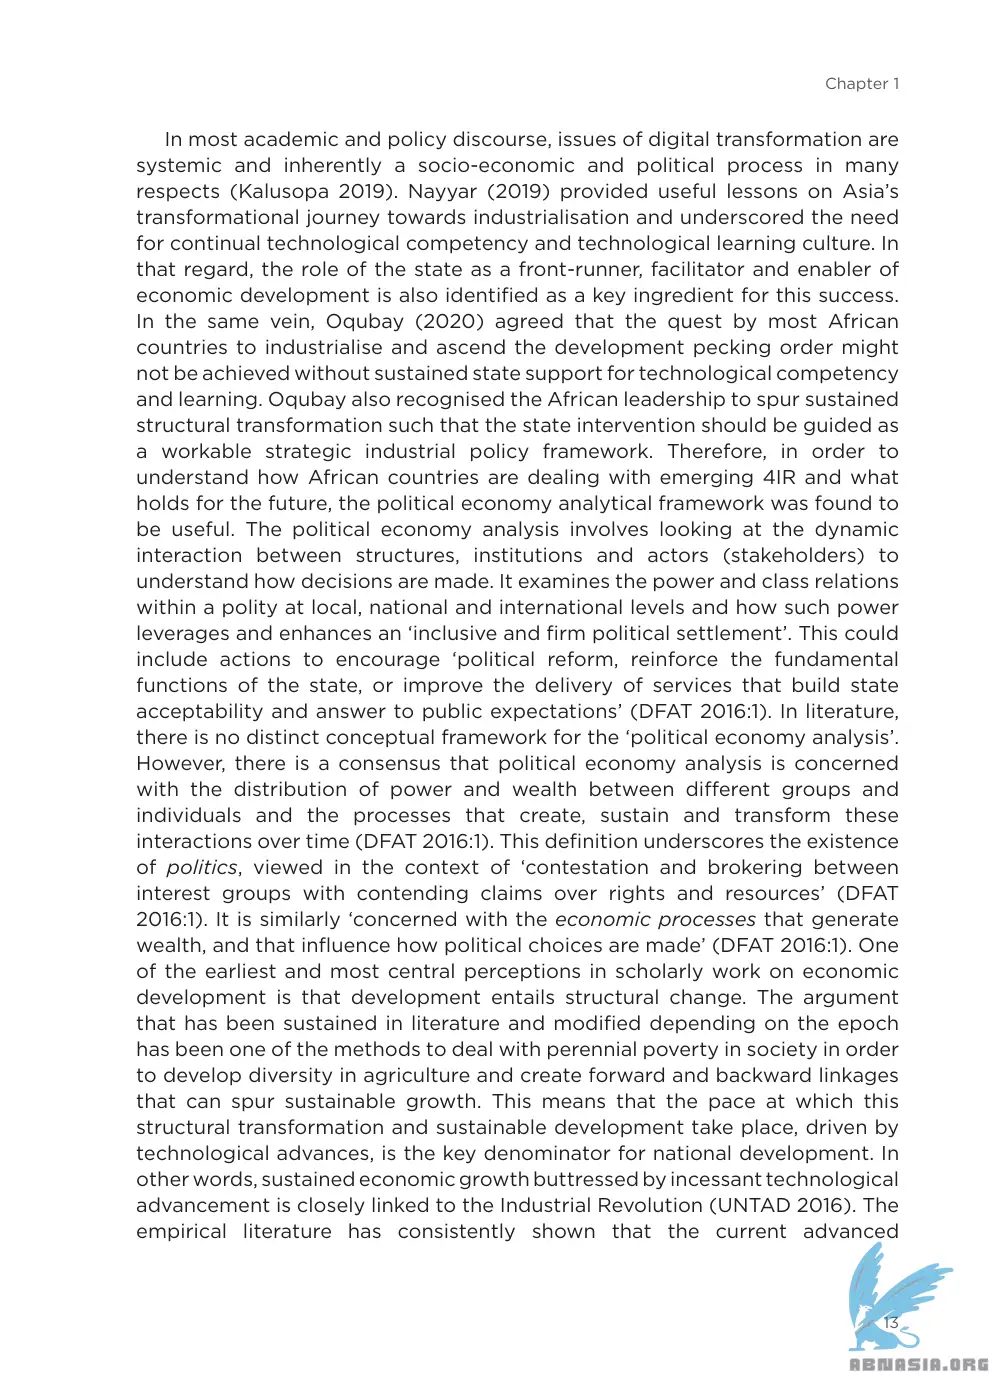 Chapter 1
In most academic and policy discourse, issues of digital transformation are
systemic and inherently a socio-economic and political process in many
respects (Kalusopa 2019). Nayyar (2019) provided useful lessons on Asia’s
transformational journey towards industrialisation and underscored the need
for continual technological competency and technological learning culture. In
that regard, the role of the state as a front-runner, facilitator and enabler of
economic development is also identified as a key ingredient for this success.
In the same vein, Oqubay (2020) agreed that the quest by most African
countries to industrialise and ascend the development pecking order might
not be achieved without sustained state support for technological competency
and learning. Oqubay also recognised the African leadership to spur sustained
structural transformation such that the state intervention should be guided as
a workable strategic industrial policy framework. Therefore, in order to
understand how African countries are dealing with emerging 4IR and what
holds for the future, the political economy analytical framework was found to
be useful. The political economy analysis involves looking at the dynamic
interaction between structures, institutions and actors (stakeholders) to
understand how decisions are made. It examines the power and class relations
within a polity at local, national and international levels and how such power
leverages and enhances an ‘inclusive and firm political settlement’. This could
include actions to encourage ‘political reform, reinforce the fundamental
functions of the state, or improve the delivery of services that build state
acceptability and answer to public expectations’ (DFAT 2016:1). In literature,
there is no distinct conceptual framework for the ‘political economy analysis’.
However, there is a consensus that political economy analysis is concerned
with the distribution of power and wealth between different groups and
individuals and the processes that create, sustain and transform these
interactions over time (DFAT 2016:1). This definition underscores the existence
of politics, viewed in the context of ‘contestation and brokering between
interest groups with contending claims over rights and resources’ (DFAT
2016:1). It is similarly ‘concerned with the economic processes that generate
wealth, and that influence how political choices are made’ (DFAT 2016:1). One
of the earliest and most central perceptions in scholarly work on economic
development is that development entails structural change. The argument
that has been sustained in literature and modified depending on the epoch
has been one of the methods to deal with perennial poverty in society in order
to develop diversity in agriculture and create forward and backward linkages
that can spur sustainable growth. This means that the pace at which this
structural transformation and sustainable development take place, driven by
technological advances, is the key denominator for national development. In
other words, sustained economic growth buttressed by incessant technological
advancement is closely linked to the Industrial Revolution (UNTAD 2016). The
empirical literature has consistently shown that the current advanced
13
ABNASIA.ORG